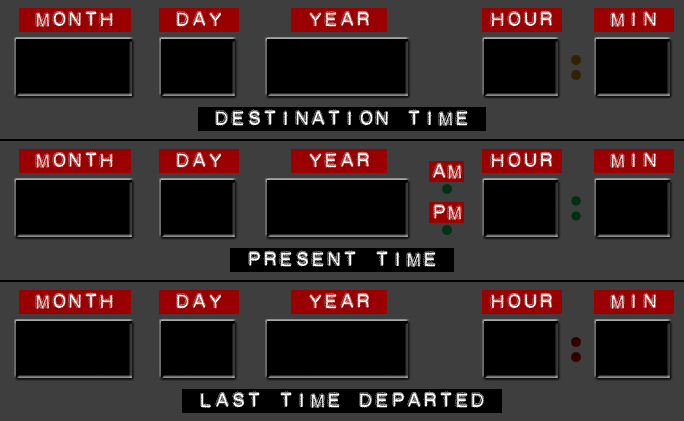 MONTH DAY YEAR HOUR MIN
DESTINATION TIME
MONTH DAY YEAR AM HOUR MIN
PM
PRESENT TIME
MONTH DAY YEAR HOUR MIN
LAST TIME DEPARTED